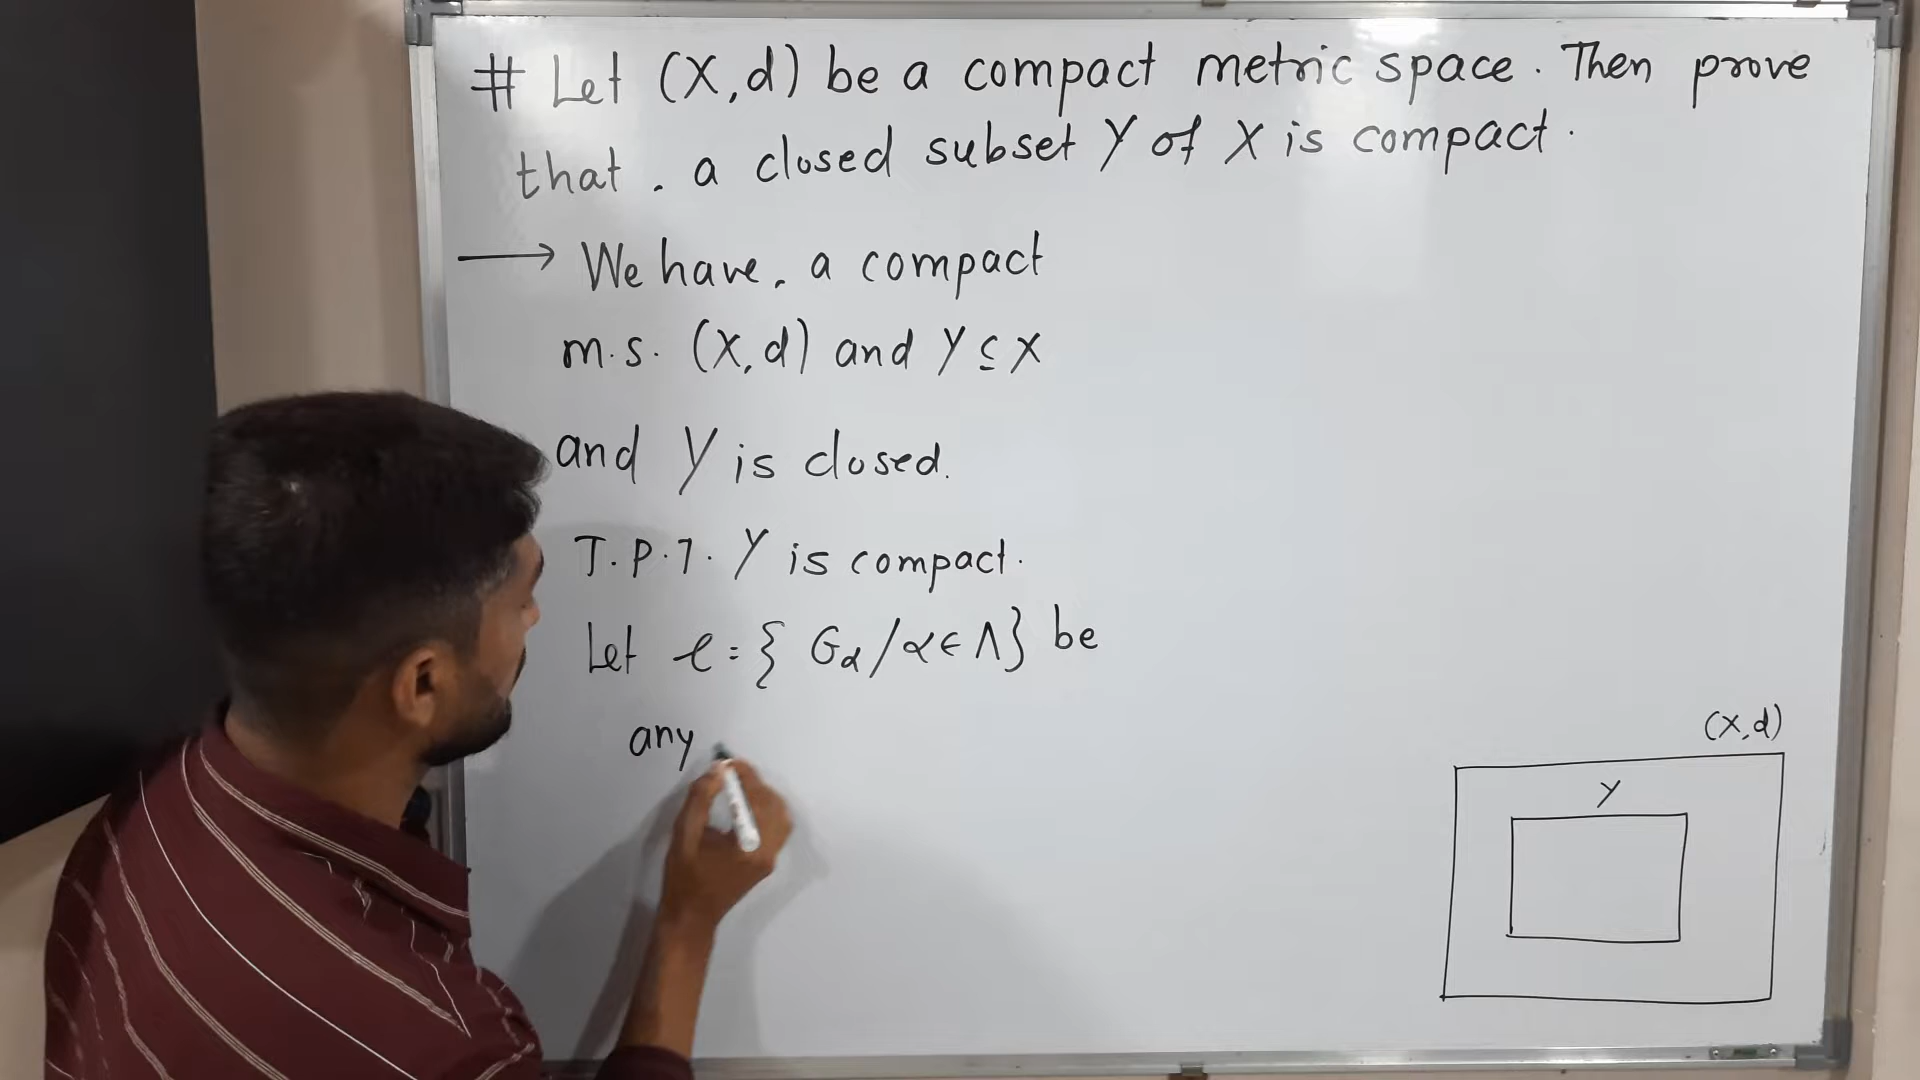 # Let (X,d) be a compact metric space. Then prove
that. a closed subset Y of X is compact.
→ We have. a compact
m.s. (X,d) and Y ⊆ X
and Y is closed.
T.P.T. Y is compact.
Let ℓ = { Gα / α ∈ Λ} be
any
(X,d)
Y